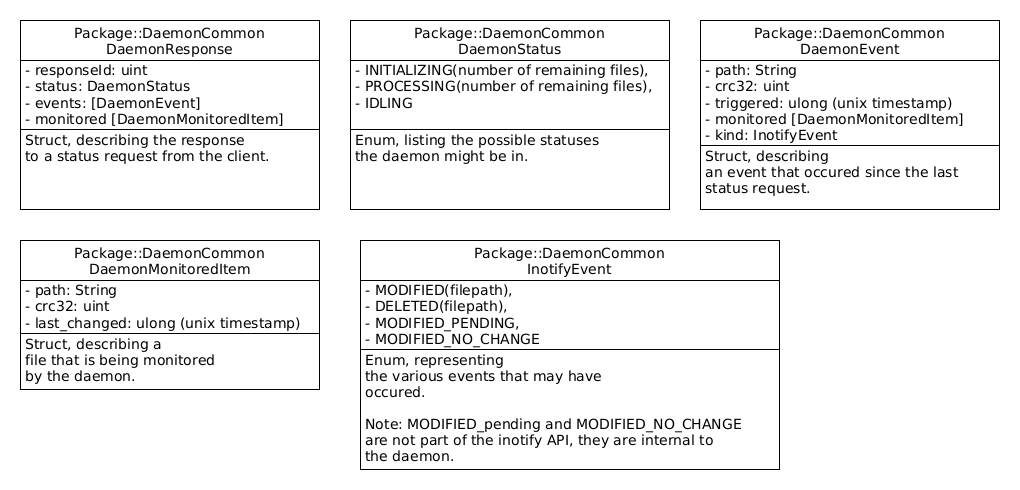 Package::DaemonCommon
DaemonResponse
- responseId: uint
- status: DaemonStatus
- events: [DaemonEvent]
- monitored [DaemonMonitoredItem]
Struct, describing the response
to a status request from the client.
Package::DaemonCommon
DaemonStatus
- INITIALIZING(number of remaining files),
- PROCESSING(number of remaining files),
- IDLING
Enum, listing the possible statuses
the daemon might be in.
Package::DaemonCommon
DaemonEvent
- path: String
- crc32: uint
- triggered: ulong (unix timestamp)
- monitored [DaemonMonitoredItem]
- kind: InotifyEvent
Struct, describing
an event that occured since the last
status request.
Package::DaemonCommon
DaemonMonitoredItem
- path: String
- crc32: uint
- last_changed: ulong (unix timestamp)
Struct, describing a
file that is being monitored
by the daemon.
Package::DaemonCommon
InotifyEvent
- MODIFIED(filepath),
- DELETED(filepath),
- MODIFIED_PENDING,
- MODIFIED_NO_CHANGE
Enum, representing
the various events that may have
occured.
Note: MODIFIED_pending and MODIFIED_NO_CHANGE
are not part of the inotify API, they are internal to
the daemon.